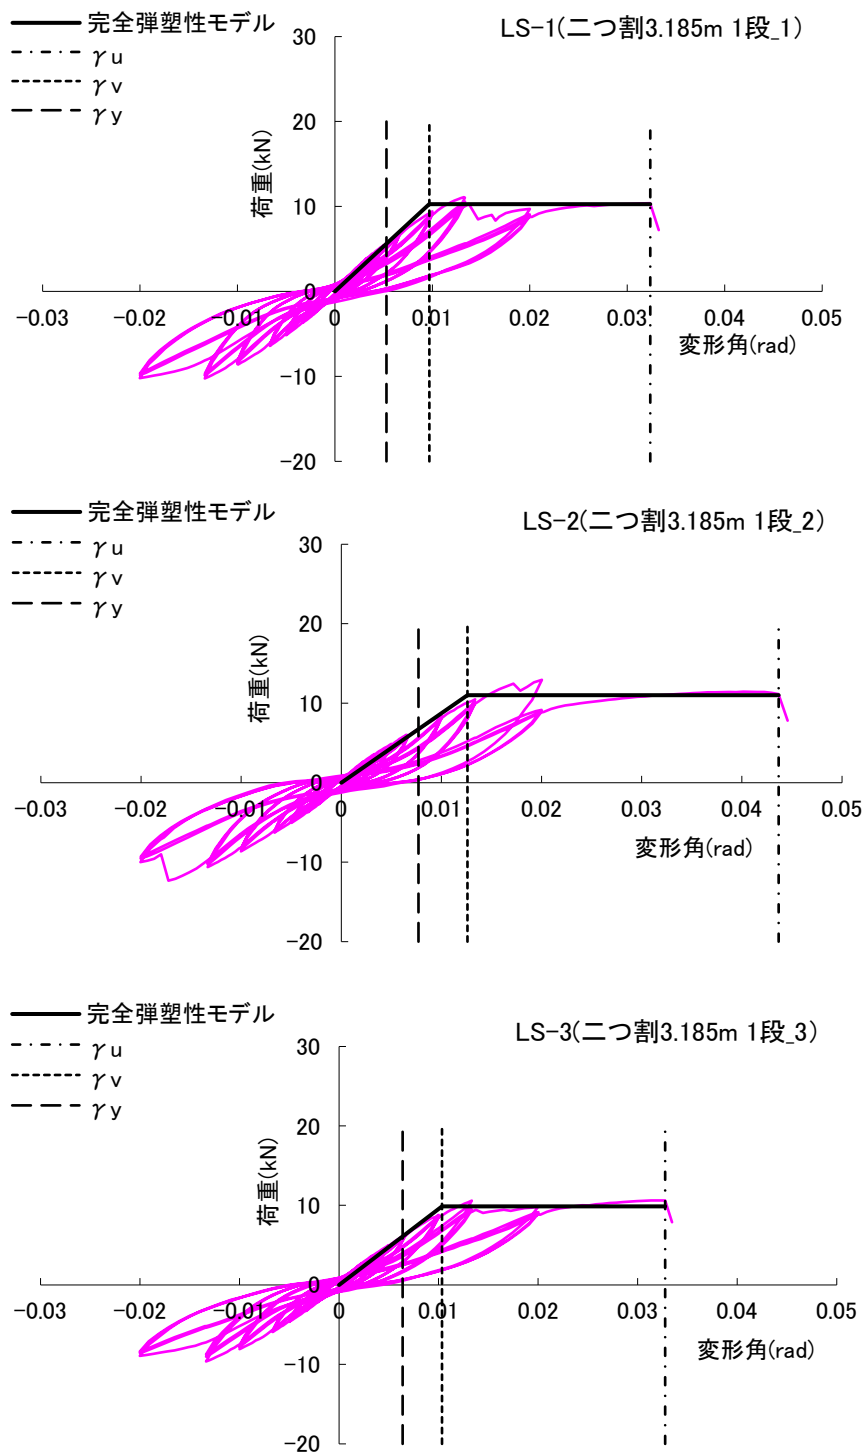 完全弾塑性モデル
γu
γv
γy
LS-1(二つ割3.185m 1段_1)
荷重(kN)
30
20
10
0
-10
-20
-0.03 -0.02 -0.01 0 0.01 0.02 0.03 0.04 0.05
変形角(rad)
完全弾塑性モデル
γu
γv
γy
LS-2(二つ割3.185m 1段_2)
荷重(kN)
30
20
10
0
-10
-20
-0.03 -0.02 -0.01 0 0.01 0.02 0.03 0.04 0.05
変形角(rad)
完全弾塑性モデル
γu
γv
γy
LS-3(二つ割3.185m 1段_3)
荷重(kN)
30
20
10
0
-10
-20
-0.03 -0.02 -0.01 0 0.01 0.02 0.03 0.04 0.05
変形角(rad)